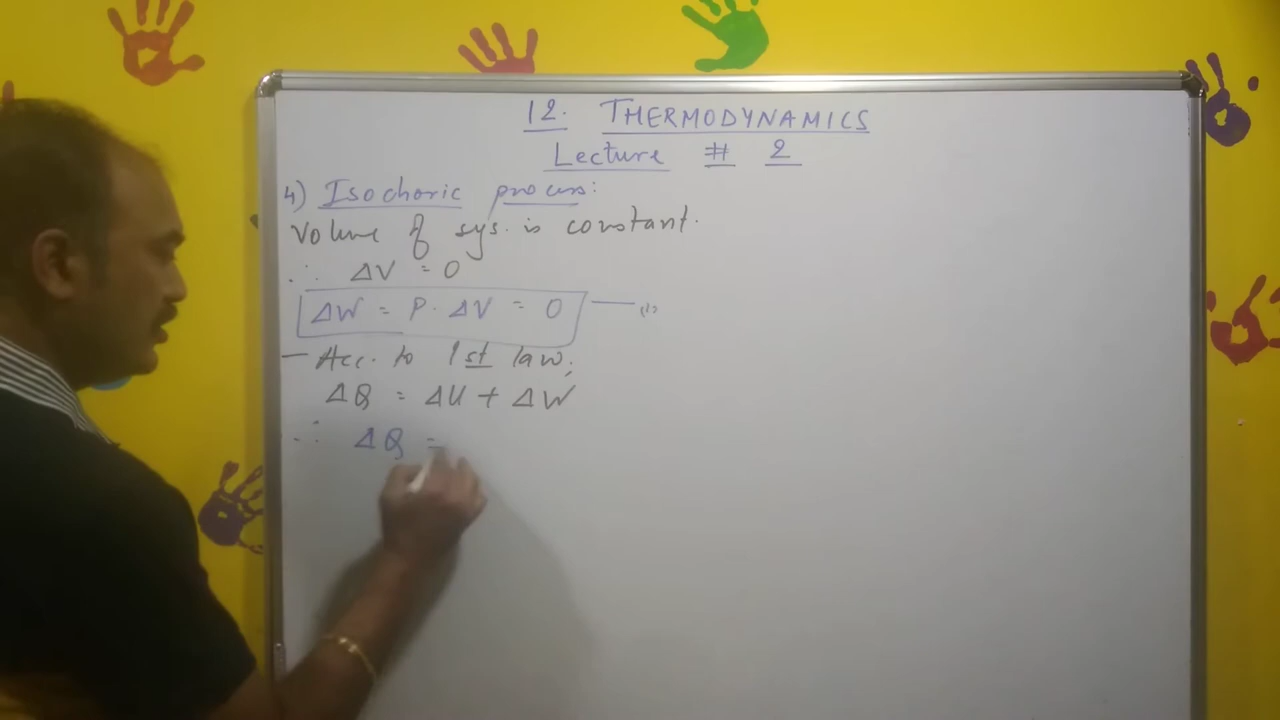 12. THERMODYNAMICS
Lecture # 2
4) Isochoric process:
Volume of sys. is constant.
∴ ΔV = 0
ΔW = P. ΔV = 0 — (1)
— Acc. to 1st law;
ΔQ = ΔU + ΔW
∴ ΔQ =